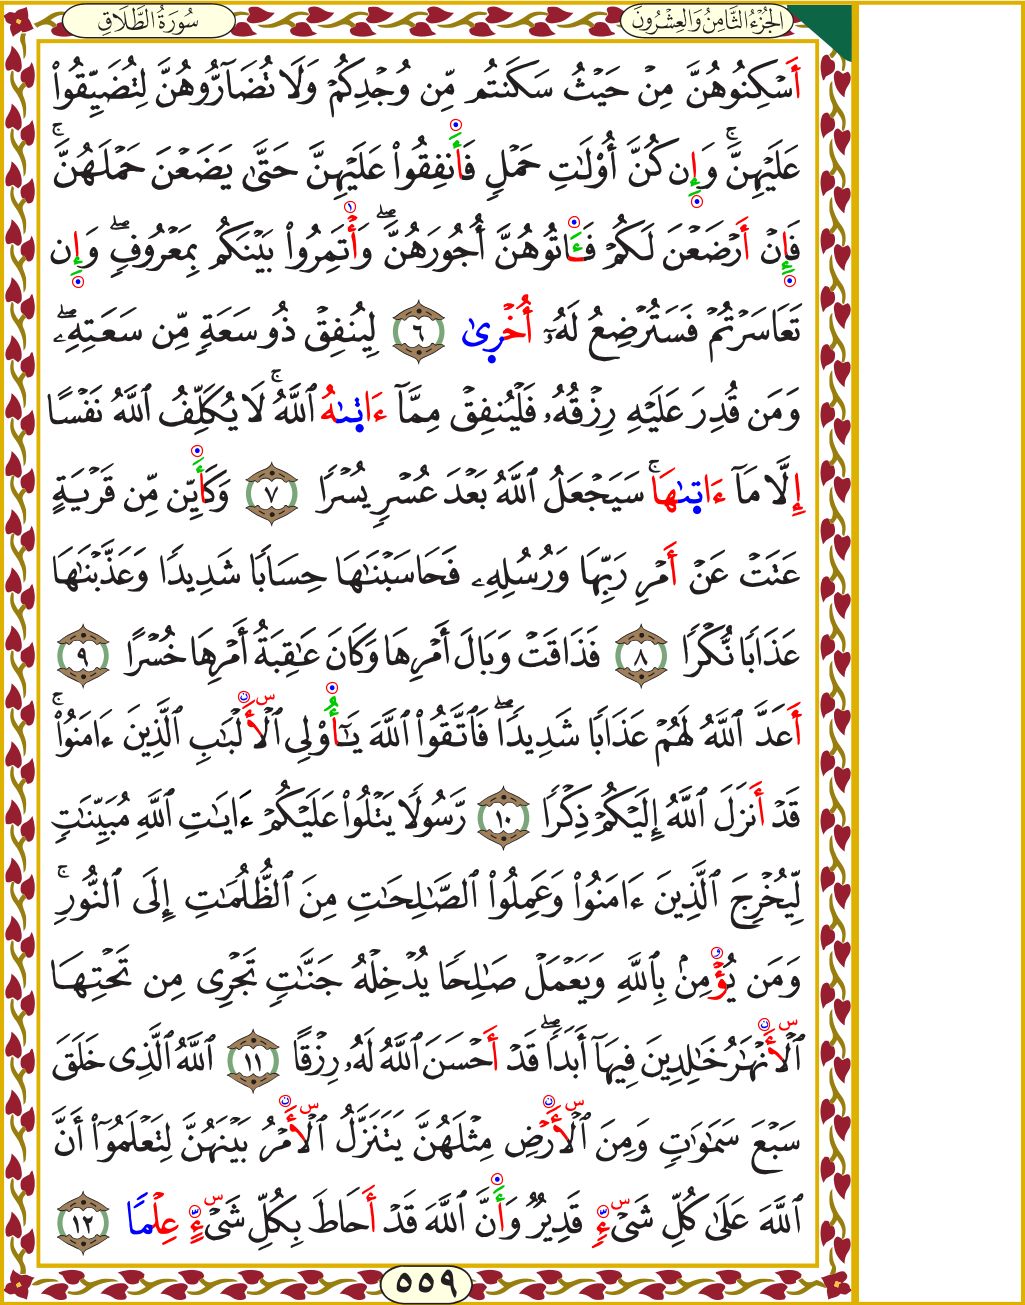 الجُزْءُ الثَّامِنُ وَالعِشْرُونَ
سُورَةُ الطَّلَاقِ
أَسْكِنُوهُنَّ مِنْ حَيْثُ سَكَنتُم مِّن وُجْدِكُمْ وَلَا تُضَآرُّوهُنَّ لِتُضَيِّقُوا۟
عَلَيْهِنَّ ۚ وَإِن كُنَّ أُو۟لَـٰتِ حَمْلٍ فَأَنفِقُوا۟ عَلَيْهِنَّ حَتَّىٰ يَضَعْنَ حَمْلَهُنَّ ۚ
فَإِنْ أَرْضَعْنَ لَكُمْ فَـَٔاتُوهُنَّ أُجُورَهُنَّ ۖ وَأْتَمِرُوا۟ بَيْنَكُم بِمَعْرُوفٍ ۖ وَإِن
تَعَاسَرْتُمْ فَسَتُرْضِعُ لَهُۥٓ أُخْرٜىٰ ٦ لِيُنفِقْ ذُو سَعَةٍ مِّن سَعَتِهِۦ ۖ
وَمَن قُدِرَ عَلَيْهِ رِزْقُهُۥ فَلْيُنفِقْ مِمَّآ ءَاتٜىٰهُ ٱللَّهُ ۚ لَا يُكَلِّفُ ٱللَّهُ نَفْسًا
إِلَّا مَآ ءَاتٜىٰهَا ۚ سَيَجْعَلُ ٱللَّهُ بَعْدَ عُسْرٍ يُسْرًا ٧ وَكَأَيِّن مِّن قَرْيَةٍ
عَتَتْ عَنْ أَمْرِ رَبِّهَا وَرُسُلِهِۦ فَحَاسَبْنَـٰهَا حِسَابًا شَدِيدًا وَعَذَّبْنَـٰهَا
عَذَابًا نُّكْرًا ٨ فَذَاقَتْ وَبَالَ أَمْرِهَا وَكَانَ عَـٰقِبَةُ أَمْرِهَا خُسْرًا ٩
أَعَدَّ ٱللَّهُ لَهُمْ عَذَابًا شَدِيدًا ۖ فَٱتَّقُوا۟ ٱللَّهَ يَـٰٓأُو۟لِى ٱلْأَلْبَـٰبِ ٱلَّذِينَ ءَامَنُوا۟ ۚ
قَدْ أَنزَلَ ٱللَّهُ إِلَيْكُمْ ذِكْرًا ١٠ رَّسُولًا يَتْلُوا۟ عَلَيْكُمْ ءَايَـٰتِ ٱللَّهِ مُبَيِّنَـٰتٍ
لِّيُخْرِجَ ٱلَّذِينَ ءَامَنُوا۟ وَعَمِلُوا۟ ٱلصَّـٰلِحَـٰتِ مِنَ ٱلظُّلُمَـٰتِ إِلَى ٱلنُّورِ ۚ
وَمَن يُؤْمِنۢ بِٱللَّهِ وَيَعْمَلْ صَـٰلِحًا يُدْخِلْهُ جَنَّـٰتٍ تَجْرِى مِن تَحْتِهَا
ٱلْأَنْهَـٰرُ خَـٰلِدِينَ فِيهَآ أَبَدًا ۖ قَدْ أَحْسَنَ ٱللَّهُ لَهُۥ رِزْقًا ١١ ٱللَّهُ ٱلَّذِى خَلَقَ
سَبْعَ سَمَـٰوَٰتٍ وَمِنَ ٱلْأَرْضِ مِثْلَهُنَّ يَتَنَزَّلُ ٱلْأَمْرُ بَيْنَهُنَّ لِتَعْلَمُوٓا۟ أَنَّ
ٱللَّهَ عَلَىٰ كُلِّ شَىْءٍ قَدِيرٌ وَأَنَّ ٱللَّهَ قَدْ أَحَاطَ بِكُلِّ شَىْءٍ عِلْمًا ١٢
٥٥٩